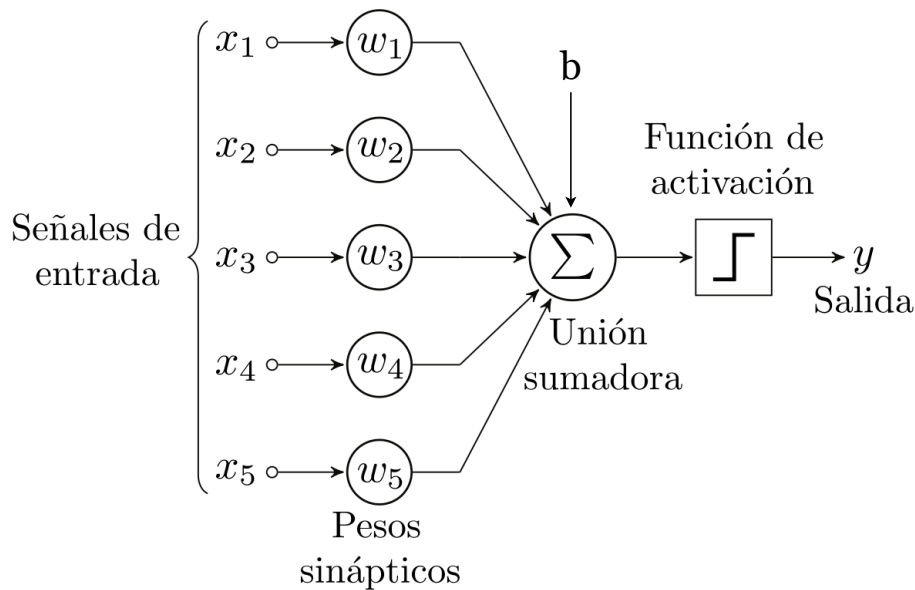 x1
w1
b
x2
w2
Función de
activación
Señales de
entrada
x3
w3
Σ
y
Salida
Unión
sumadora
x4
w4
x5
w5
Pesos
sinápticos